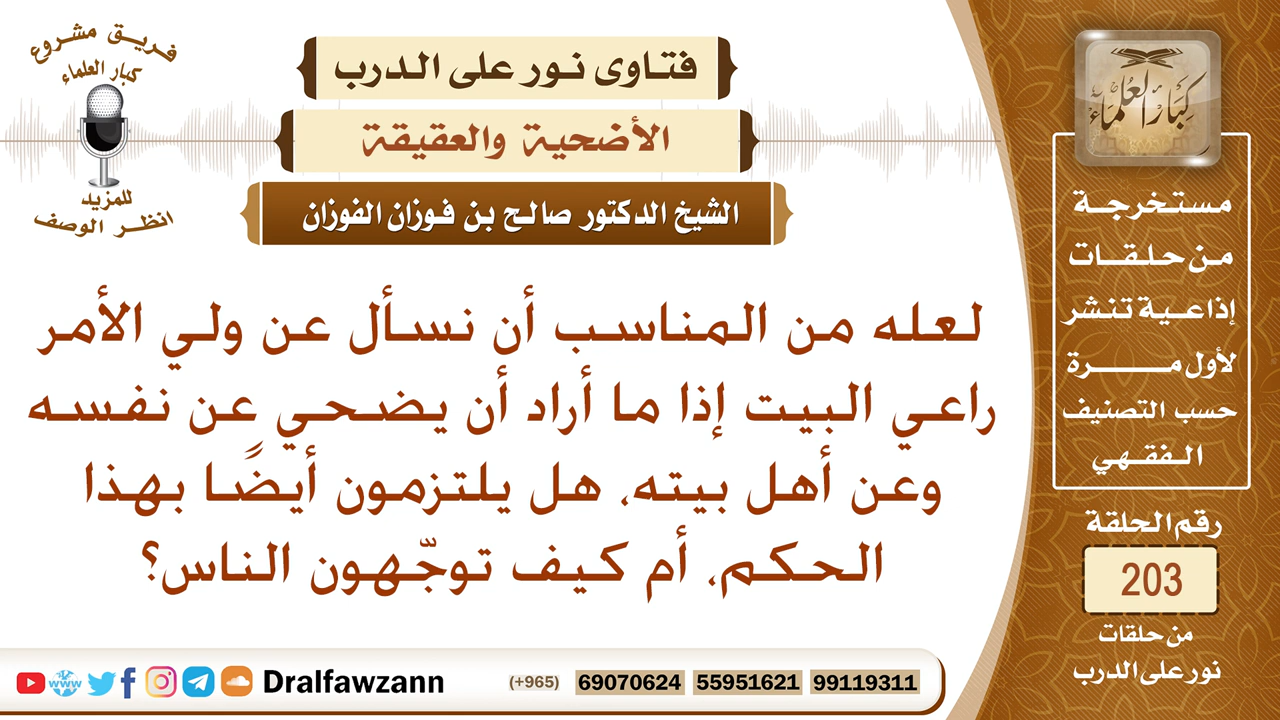 فريق مشروع
كبار العلماء
للمزيد
انظر الوصف
فتاوى نور على الدرب
الأضحية والعقيقة
الشيخ الدكتور صالح بن فوزان الفوزان
لعله من المناسب أن نسأل عن ولي الأمر
راعي البيت إذا ما أراد أن يضحي عن نفسه
وعن أهل بيته، هل يلتزمون أيضًا بهذا
الحكم، أم كيف توجّهون الناس؟
كبار العلماء
مستخرجة
من حلقات
إذاعية تنشر
لأول مرة
حسب التصنيف
الفقهي
رقم الحلقة
203
من حلقات
نور على الدرب
www
Dralfawzann (+965) 69070624 55951621 99119311